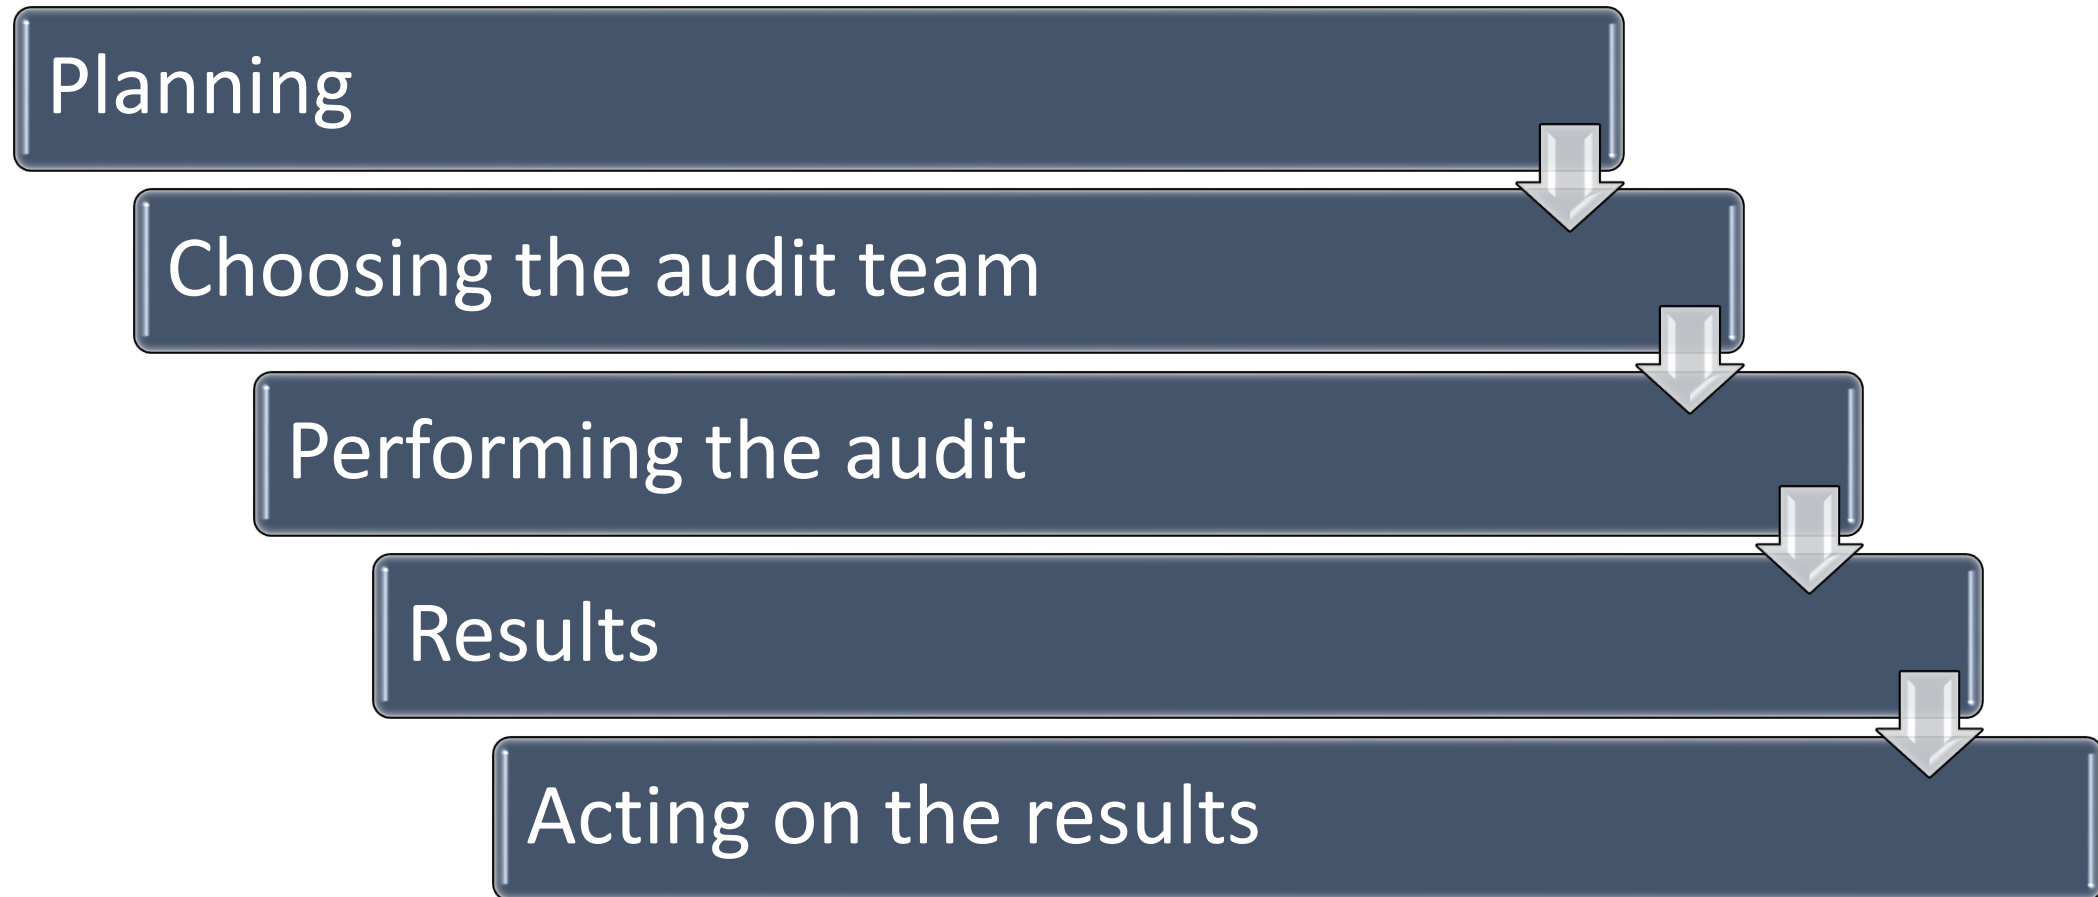 Planning
Choosing the audit team
Performing the audit
Results
Acting on the results